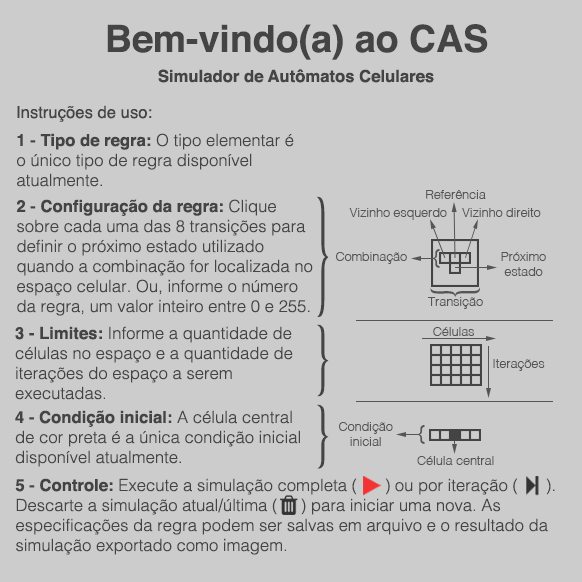 Bem-vindo(a) ao CAS
Simulador de Autômatos Celulares
Instruções de uso:
1 - Tipo de regra: O tipo elementar é
o único tipo de regra disponível
atualmente.
2 - Configuração da regra: Clique
sobre cada uma das 8 transições para
definir o próximo estado utilizado
quando a combinação for localizada no
espaço celular. Ou, informe o número
da regra, um valor inteiro entre 0 e 255.
Referência
Vizinho esquerdo
Vizinho direito
Combinação
Próximo
estado
Transição
3 - Limites: Informe a quantidade de
células no espaço e a quantidade de
iterações do espaço a serem
executadas.
Células
Iterações
4 - Condição inicial: A célula central
de cor preta é a única condição inicial
disponível atualmente.
Condição
inicial
Célula central
5 - Controle: Execute a simulação completa ( ) ou por iteração ( ).
Descarte a simulação atual/última ( ) para iniciar uma nova. As
especificações da regra podem ser salvas em arquivo e o resultado da
simulação exportado como imagem.